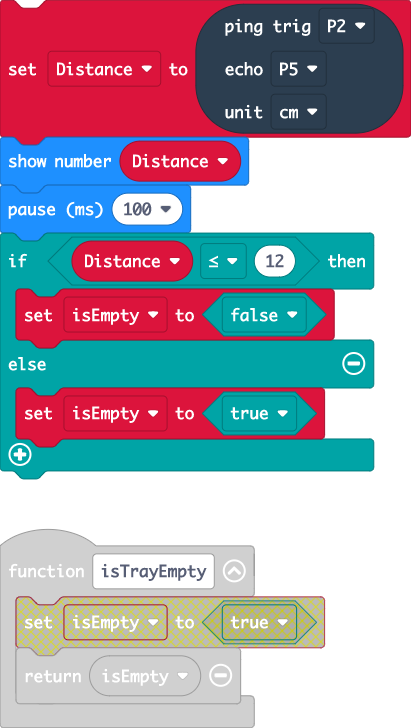 ping trig P2
set Distance to echo P5
unit cm
show number Distance
pause (ms) 100
if Distance ≤ 12 then
set isEmpty to false
else
set isEmpty to true
function isTrayEmpty
set isEmpty to true
return isEmpty